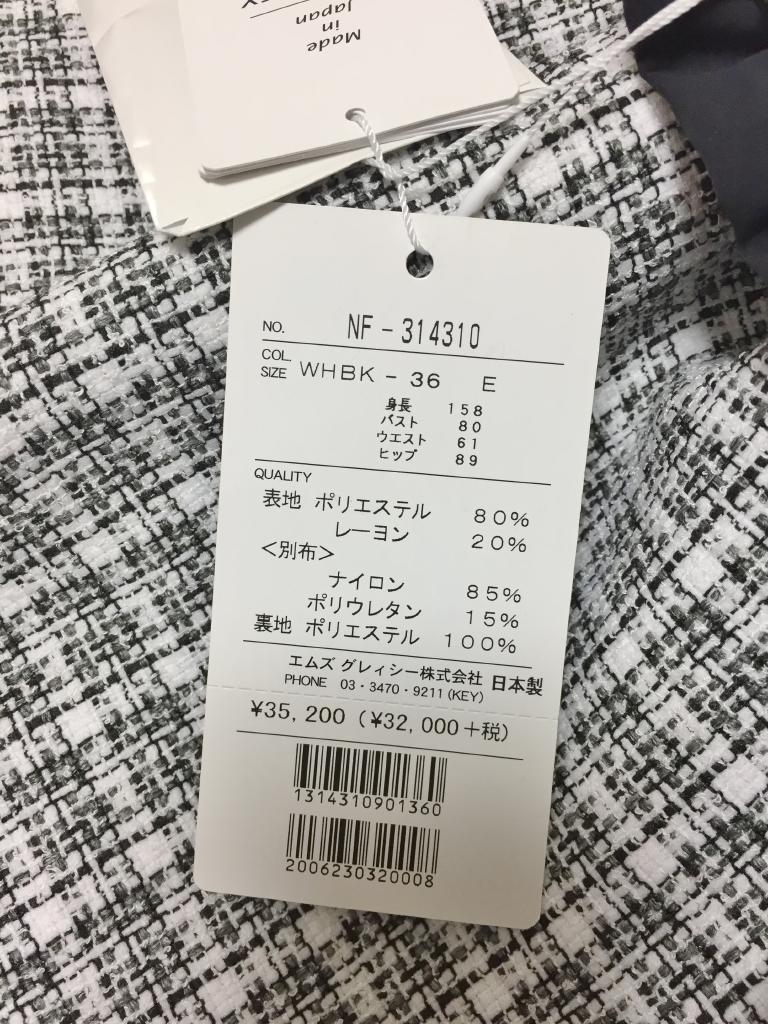 Made
in
Japan
NO. NF-314310
COL.
SIZE WHBK-36 E
身長 158
バスト 80
ウエスト 61
ヒップ 89
QUALITY
表地 ポリエステル 80%
レーヨン 20%
<別布>
ナイロン 85%
ポリウレタン 15%
裏地 ポリエステル 100%
エムズ グレィシー株式会社 日本製
PHONE 03・3470・9211(KEY)
¥35,200(¥32,000+税)
1314310901360
2006230320008